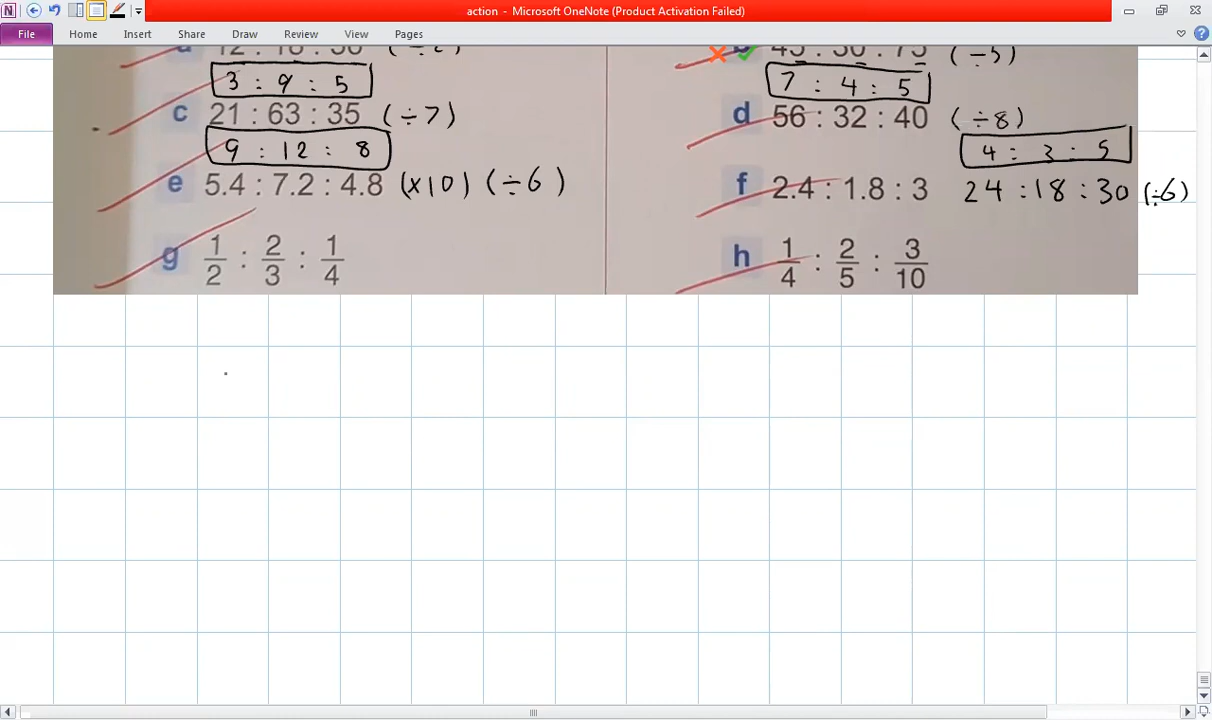 action - Microsoft OneNote (Product Activation Failed)
File Home Insert Share Draw Review View
3 : 9 : 5
7 : 4 : 5
c 21 : 63 : 35 (÷7)
d 56 : 32 : 40 (÷8)
9 : 12 : 8
4 : 3 : 5
e 5.4 : 7.2 : 4.8 (x10) (÷6)
f 2.4 : 1.8 : 3 24 : 18 : 30 (÷6)
g 1/2 : 2/3 : 1/4
h 1/4 : 2/5 : 3/10